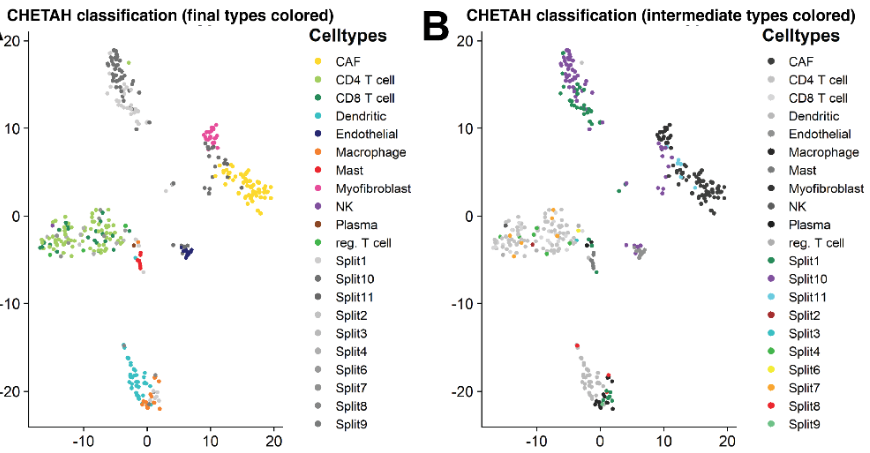 CHETAH classification (final types colored)
20
10
0
-10
-20
-10
0
10
20
Celltypes
CAF
CD4 T cell
CD8 T cell
Dendritic
Endothelial
Macrophage
Mast
Myofibroblast
NK
Plasma
reg. T cell
Split1
Split10
Split11
Split2
Split3
Split4
Split6
Split7
Split8
Split9
B
CHETAH classification (intermediate types colored)
20
10
0
-10
-20
-10
0
10
20
Celltypes
CAF
CD4 T cell
CD8 T cell
Dendritic
Endothelial
Macrophage
Mast
Myofibroblast
NK
Plasma
reg. T cell
Split1
Split10
Split11
Split2
Split3
Split4
Split6
Split7
Split8
Split9